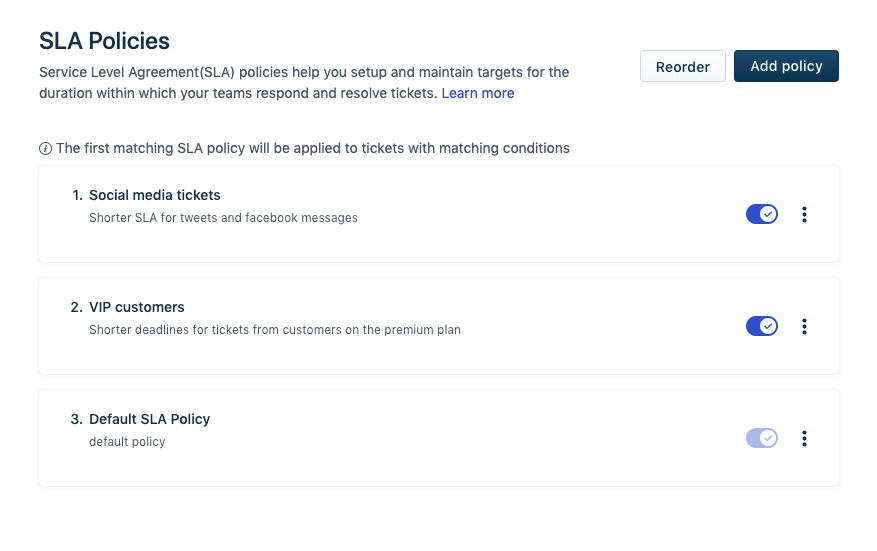 SLA Policies
Service Level Agreement(SLA) policies help you setup and maintain targets for the
duration within which your teams respond and resolve tickets. Learn more
Reorder
Add policy
The first matching SLA policy will be applied to tickets with matching conditions
1. Social media tickets
Shorter SLA for tweets and facebook messages
2. VIP customers
Shorter deadlines for tickets from customers on the premium plan
3. Default SLA Policy
default policy